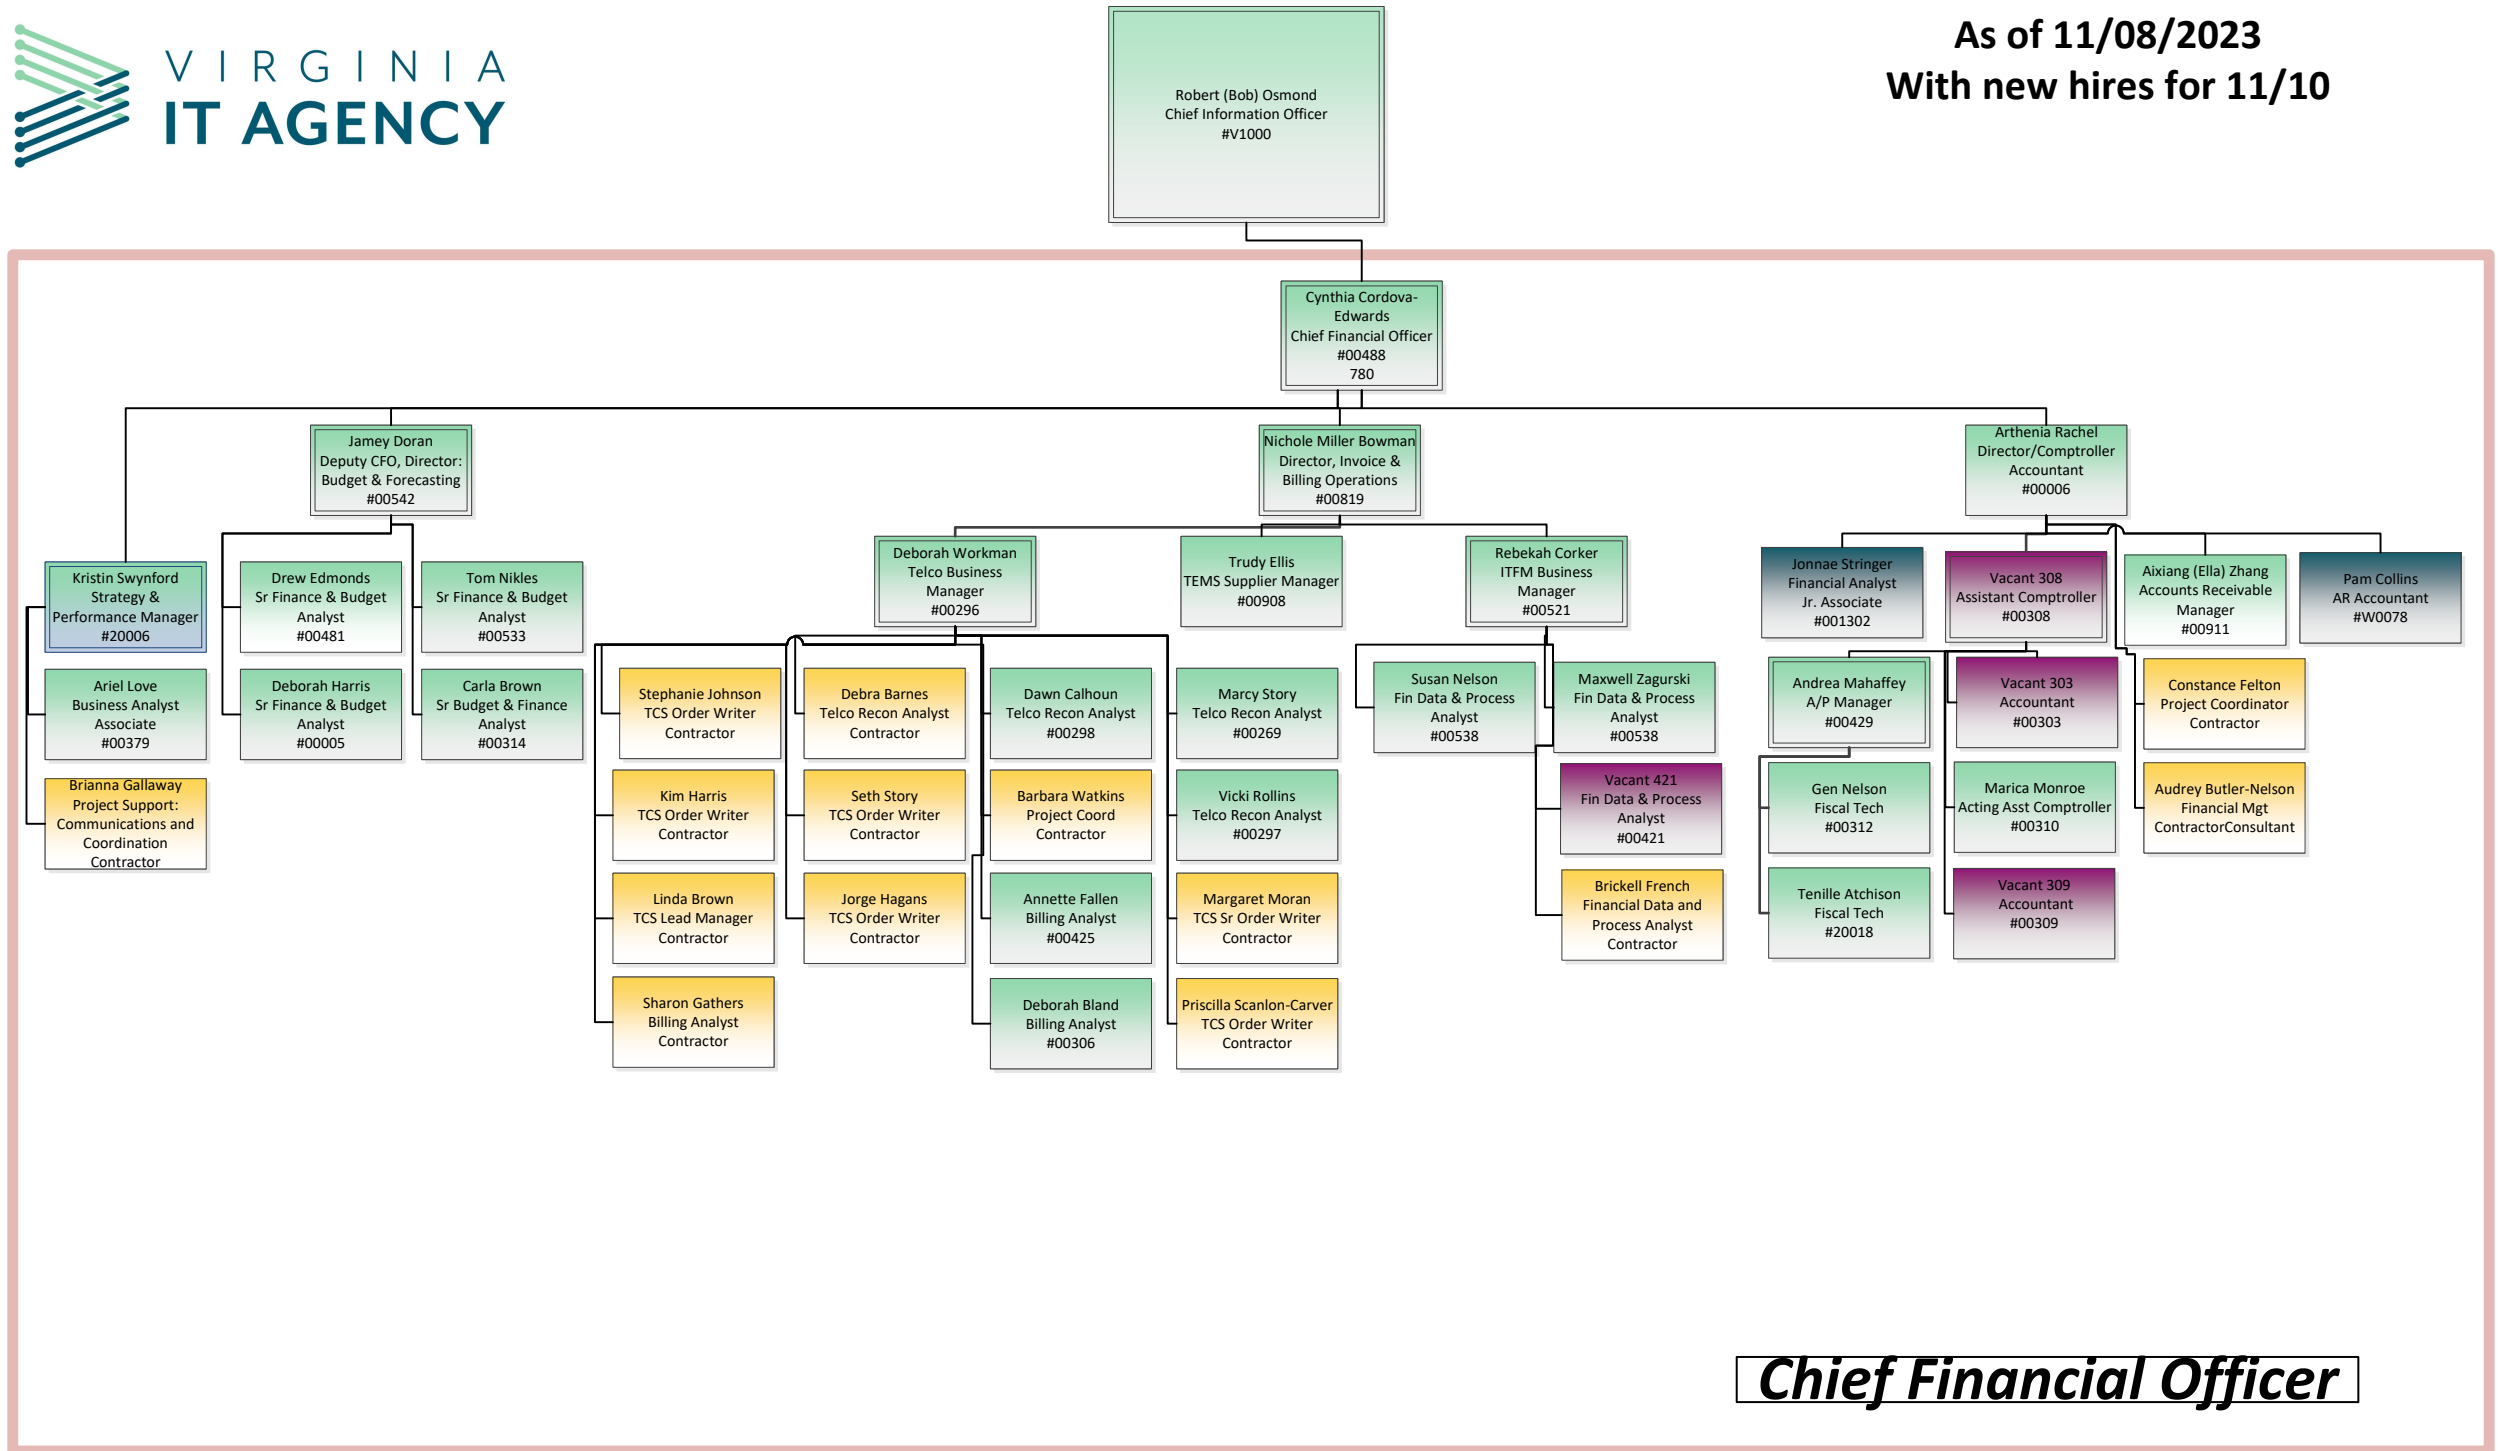 VIRGINIA
IT AGENCY
Robert (Bob) Osmond
Chief Information Officer
#V1000
As of 11/08/2023
With new hires for 11/10
Cynthia Cordova-
Edwards
Chief Financial Officer
#00488
780
Jamey Doran
Deputy CFO, Director:
Budget & Forecasting
#00542
Nichole Miller Bowman
Director, Invoice &
Billing Operations
#00819
Arthenia Rachel
Director/Comptroller
Accountant
#00006
Kristin Swynford
Strategy &
Performance Manager
#20006
Drew Edmonds
Sr Finance & Budget
Analyst
#00481
Tom Nikles
Sr Finance & Budget
Analyst
#00533
Deborah Workman
Telco Business
Manager
#00296
Trudy Ellis
TEMS Supplier Manager
#00908
Rebekah Corker
ITFM Business
Manager
#00521
Jonnae Stringer
Financial Analyst
Jr. Associate
#001302
Vacant 308
Assistant Comptroller
#00308
Aixiang (Ella) Zhang
Accounts Receivable
Manager
#00911
Pam Collins
AR Accountant
#W0078
Ariel Love
Business Analyst
Associate
#00379
Deborah Harris
Sr Finance & Budget
Analyst
#00005
Carla Brown
Sr Budget & Finance
Analyst
#00314
Stephanie Johnson
TCS Order Writer
Contractor
Debra Barnes
Telco Recon Analyst
Contractor
Dawn Calhoun
Telco Recon Analyst
#00298
Marcy Story
Telco Recon Analyst
#00269
Susan Nelson
Fin Data & Process
Analyst
#00538
Maxwell Zagurski
Fin Data & Process
Analyst
#00538
Andrea Mahaffey
A/P Manager
#00429
Vacant 303
Accountant
#00303
Constance Felton
Project Coordinator
Contractor
Brianna Gallaway
Project Support:
Communications and
Coordination
Contractor
Kim Harris
TCS Order Writer
Contractor
Seth Story
TCS Order Writer
Contractor
Barbara Watkins
Project Coord
Contractor
Vicki Rollins
Telco Recon Analyst
#00297
Vacant 421
Fin Data & Process
Analyst
#00421
Gen Nelson
Fiscal Tech
#00312
Marica Monroe
Acting Asst Comptroller
#00310
Audrey Butler-Nelson
Financial Mgt
ContractorConsultant
Linda Brown
TCS Lead Manager
Contractor
Jorge Hagans
TCS Order Writer
Contractor
Annette Fallen
Billing Analyst
#00425
Margaret Moran
TCS Sr Order Writer
Contractor
Brickell French
Financial Data and
Process Analyst
Contractor
Tenille Atchison
Fiscal Tech
#20018
Vacant 309
Accountant
#00309
Sharon Gathers
Billing Analyst
Contractor
Deborah Bland
Billing Analyst
#00306
Priscilla Scanlon-Carver
TCS Order Writer
Contractor
Chief Financial Officer